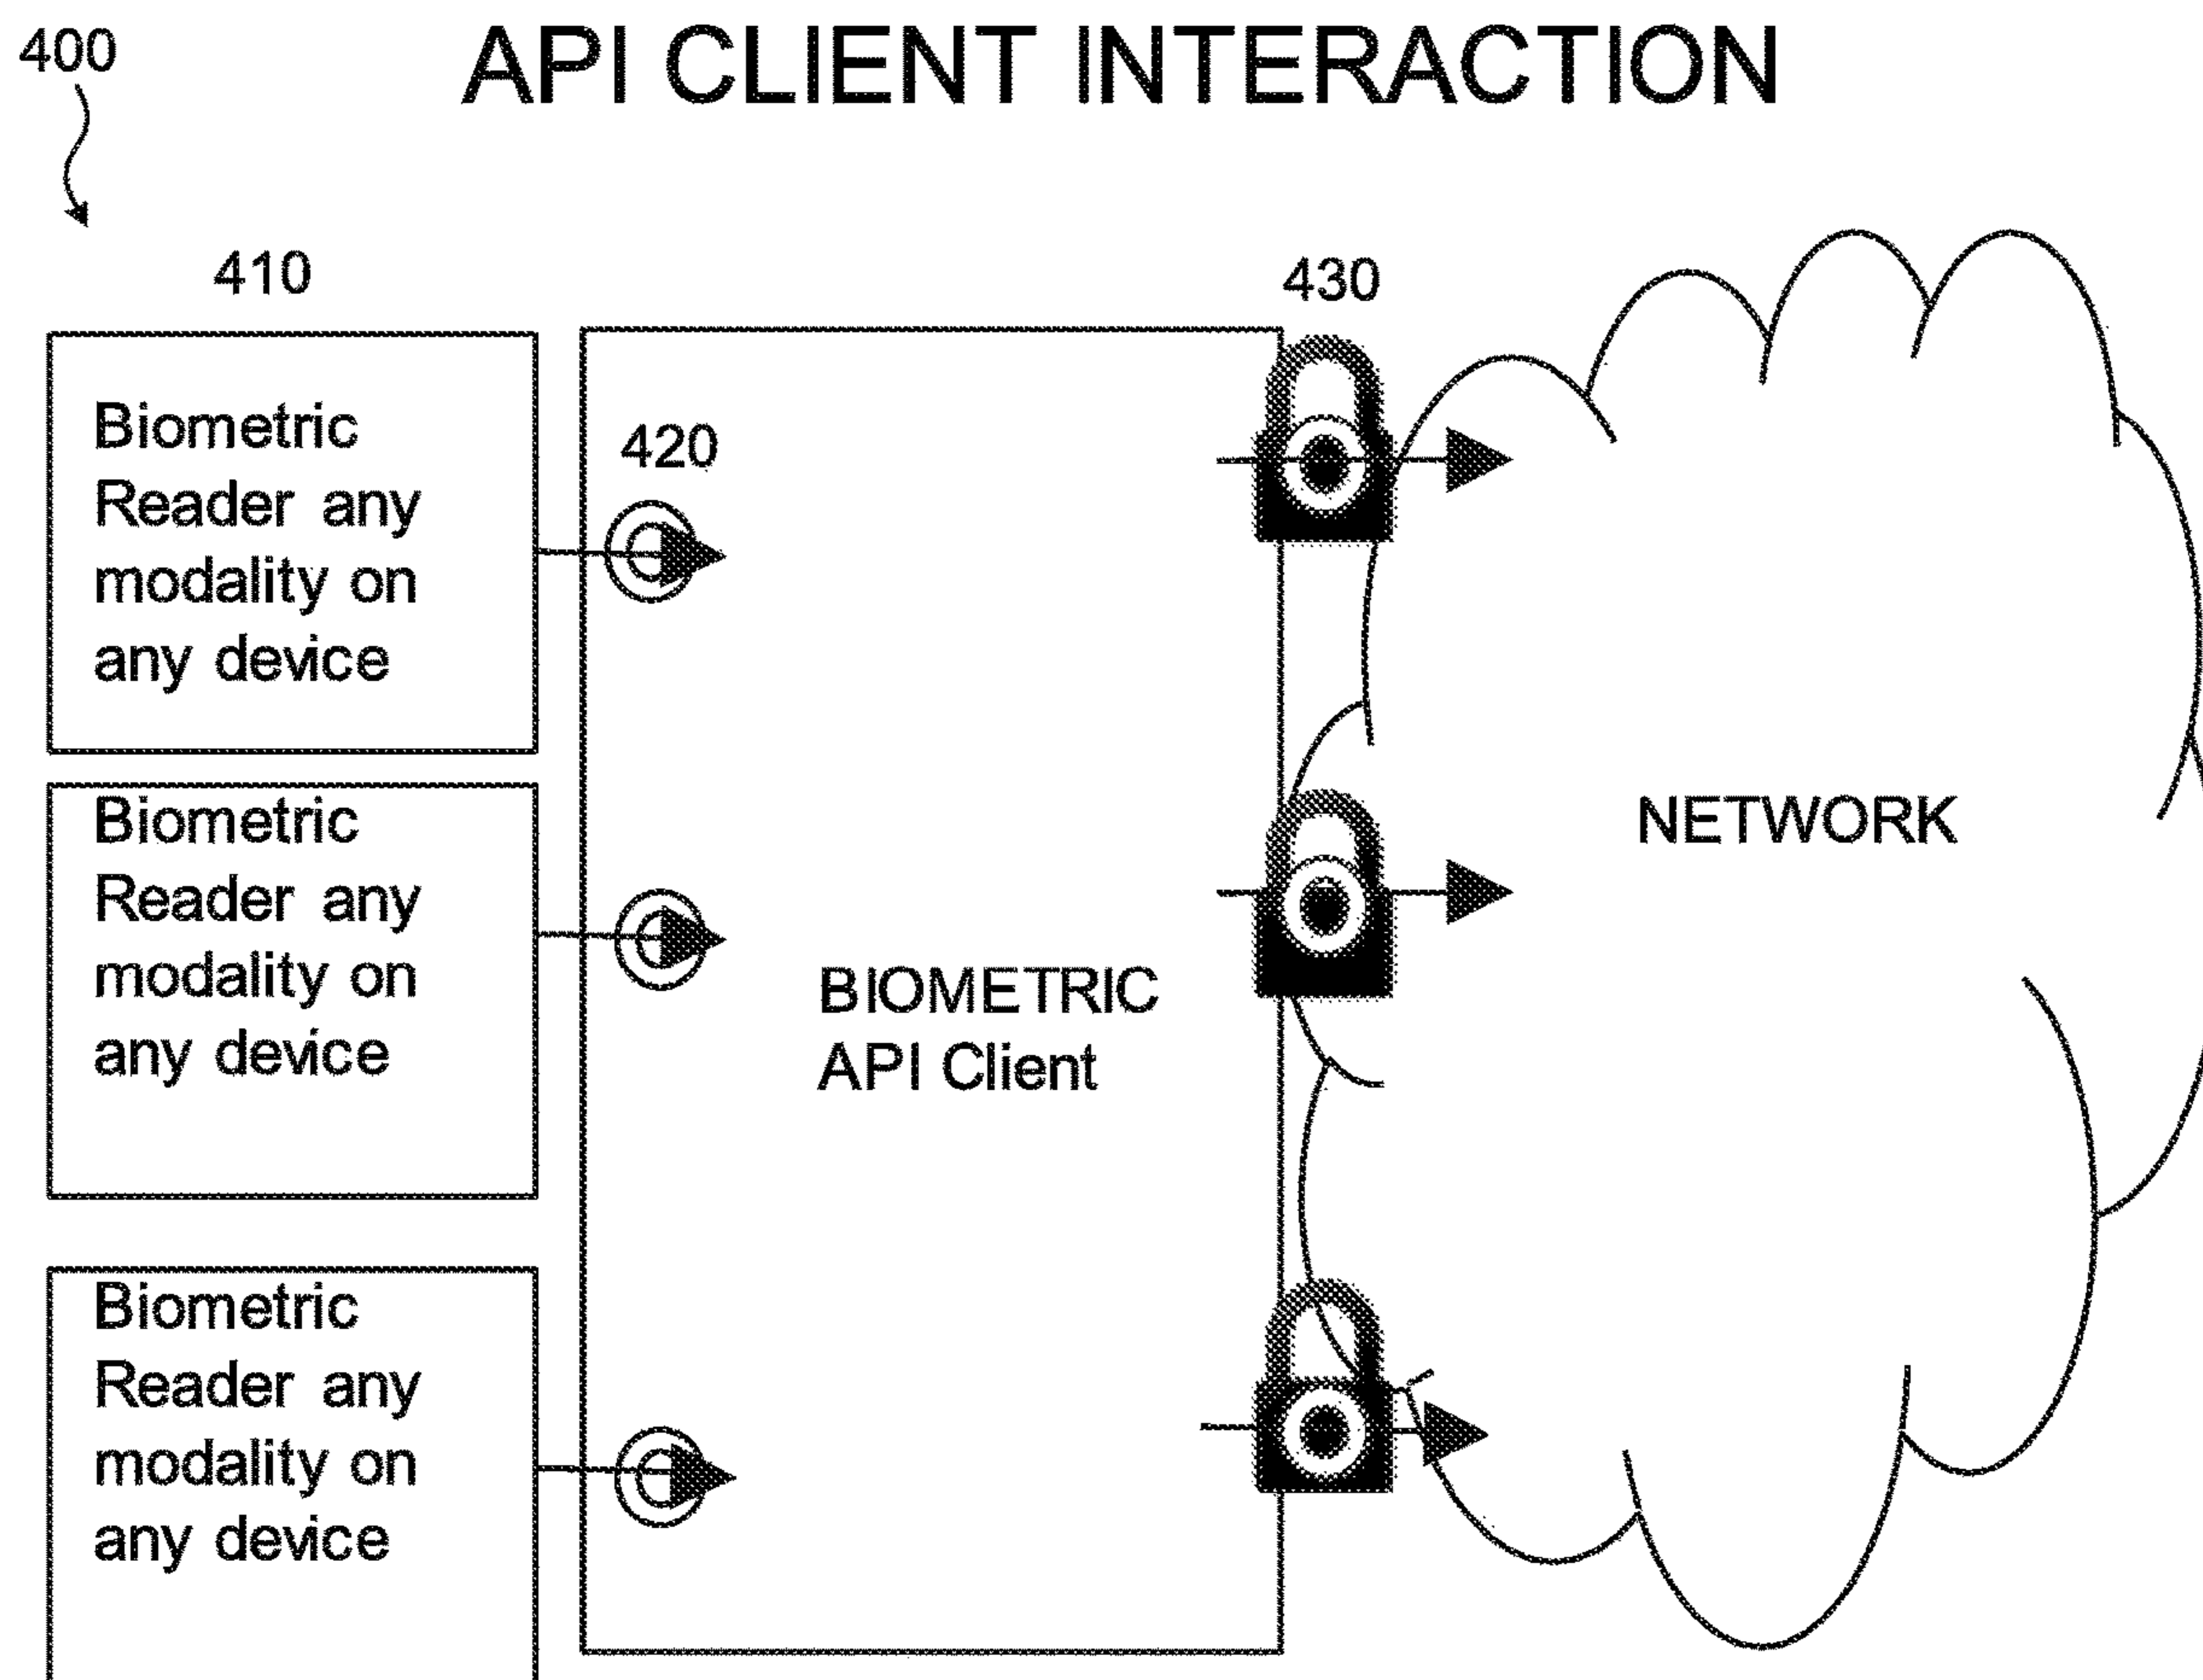 400
API CLIENT INTERACTION
410
430
Biometric
Reader any
modality on
any device
420
Biometric
Reader any
modality on
any device
NETWORK
BIOMETRIC
API Client
Biometric
Reader any
modality on
any device